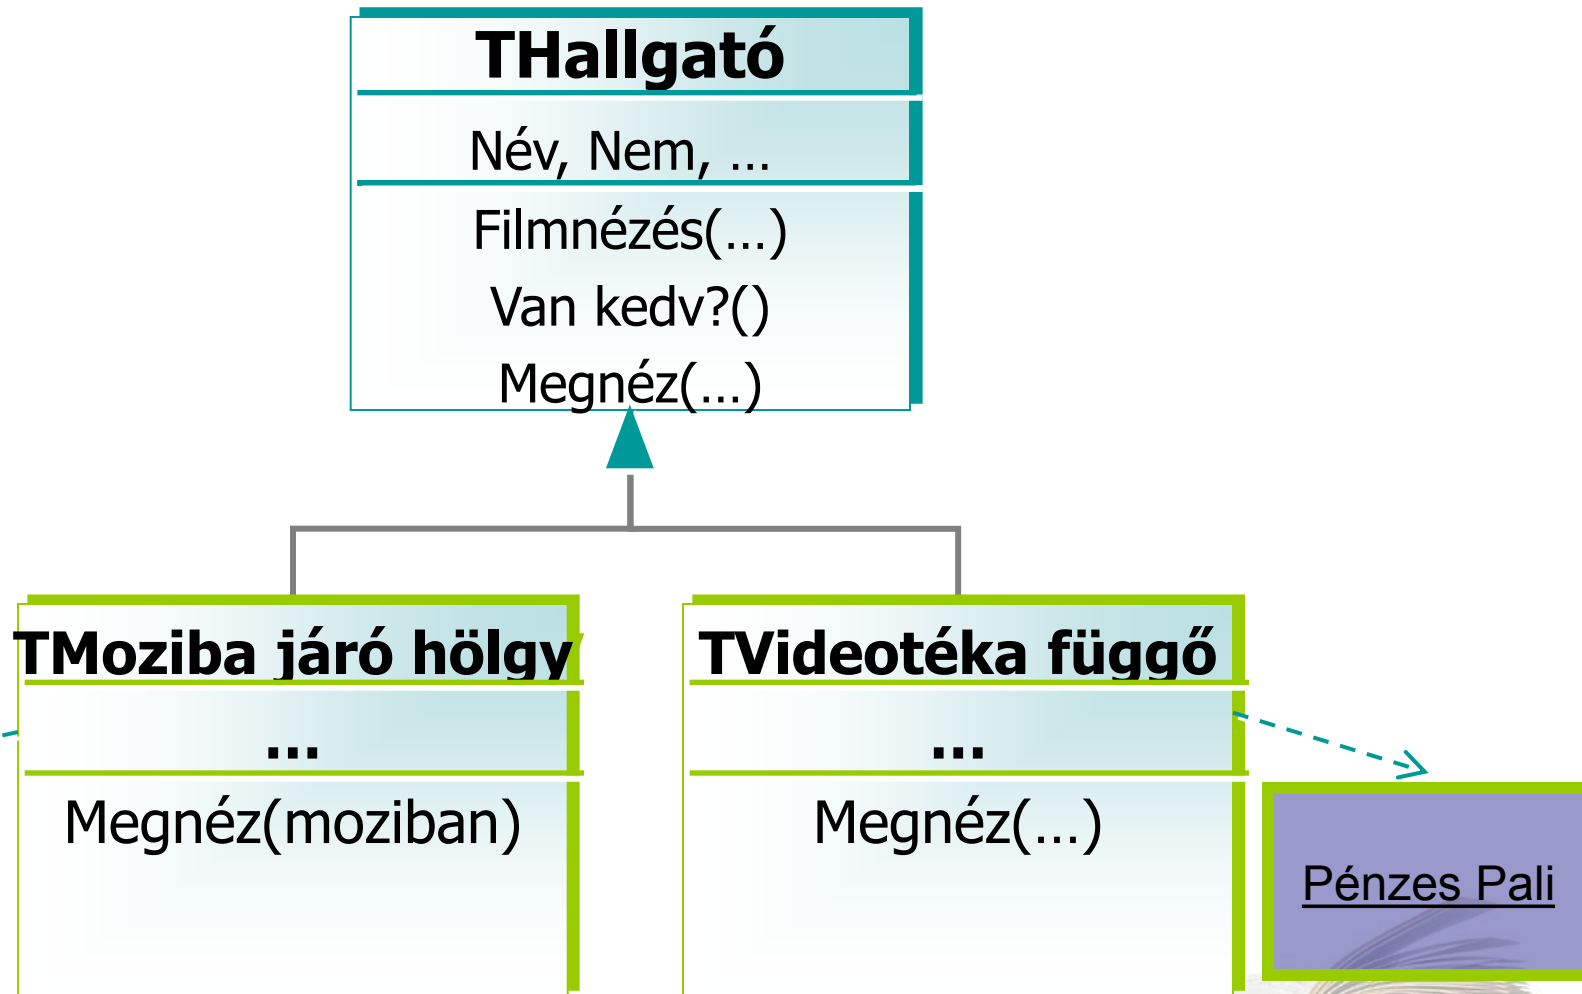 THallgató
Név, Nem, …
Filmnézés(…)
Van kedv?()
Megnéz(…)
TMoziba járó hölgy
…
Megnéz(moziban)
TVideotéka függő
…
Megnéz(…)
Pénzes Pali